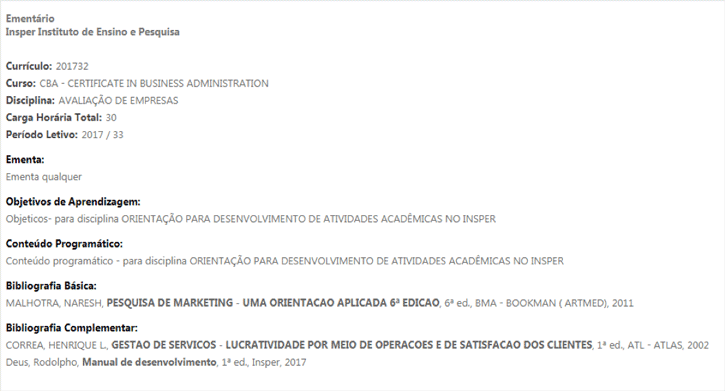 Ementário
Insper Instituto de Ensino e Pesquisa
Currículo: 201732
Curso: CBA - CERTIFICATE IN BUSINESS ADMINISTRATION
Disciplina: AVALIAÇÃO DE EMPRESAS
Carga Horária Total: 30
Período Letivo: 2017 / 33
Ementa:
Ementa qualquer
Objetivos de Aprendizagem:
Objeticos- para disciplina ORIENTAÇÃO PARA DESENVOLVIMENTO DE ATIVIDADES ACADÊMICAS NO INSPER
Conteúdo Programático:
Conteúdo programático - para disciplina ORIENTAÇÃO PARA DESENVOLVIMENTO DE ATIVIDADES ACADÊMICAS NO INSPER
Bibliografia Básica:
MALHOTRA, NARESH, PESQUISA DE MARKETING - UMA ORIENTACAO APLICADA 6ª EDICAO, 6ª ed., BMA - BOOKMAN ( ARTMED), 2011
Bibliografia Complementar:
CORREA, HENRIQUE L., GESTAO DE SERVICOS - LUCRATIVIDADE POR MEIO DE OPERACOES E DE SATISFACAO DOS CLIENTES, 1ª ed., ATL - ATLAS, 2002
Deus, Rodolpho, Manual de desenvolvimento, 1ª ed., Insper, 2017